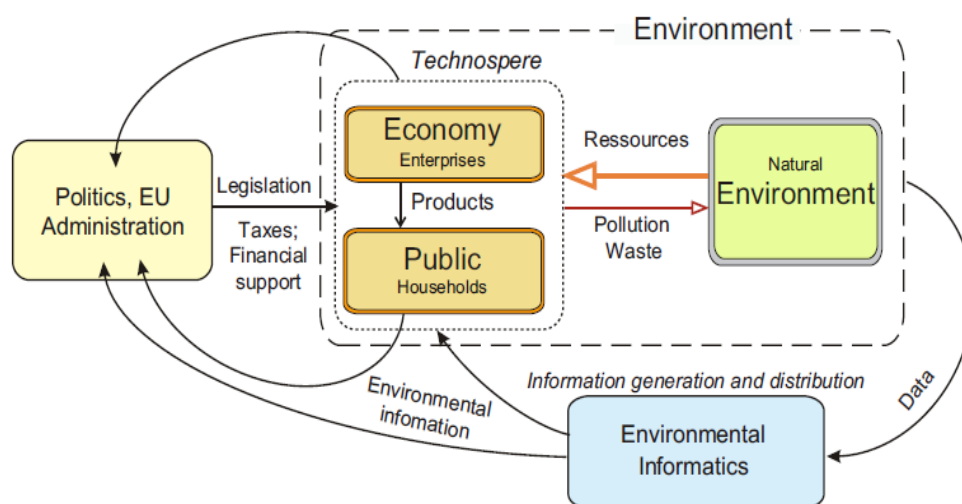 Environment
Technospere
Economy
Enterprises
Products
Public
Households
Ressources
Pollution
Waste
Natural
Environment
Politics, EU
Administration
Legislation
Taxes;
Financial
support
Environmental
infomation
Information generation and distribution
Data
Environmental
Informatics